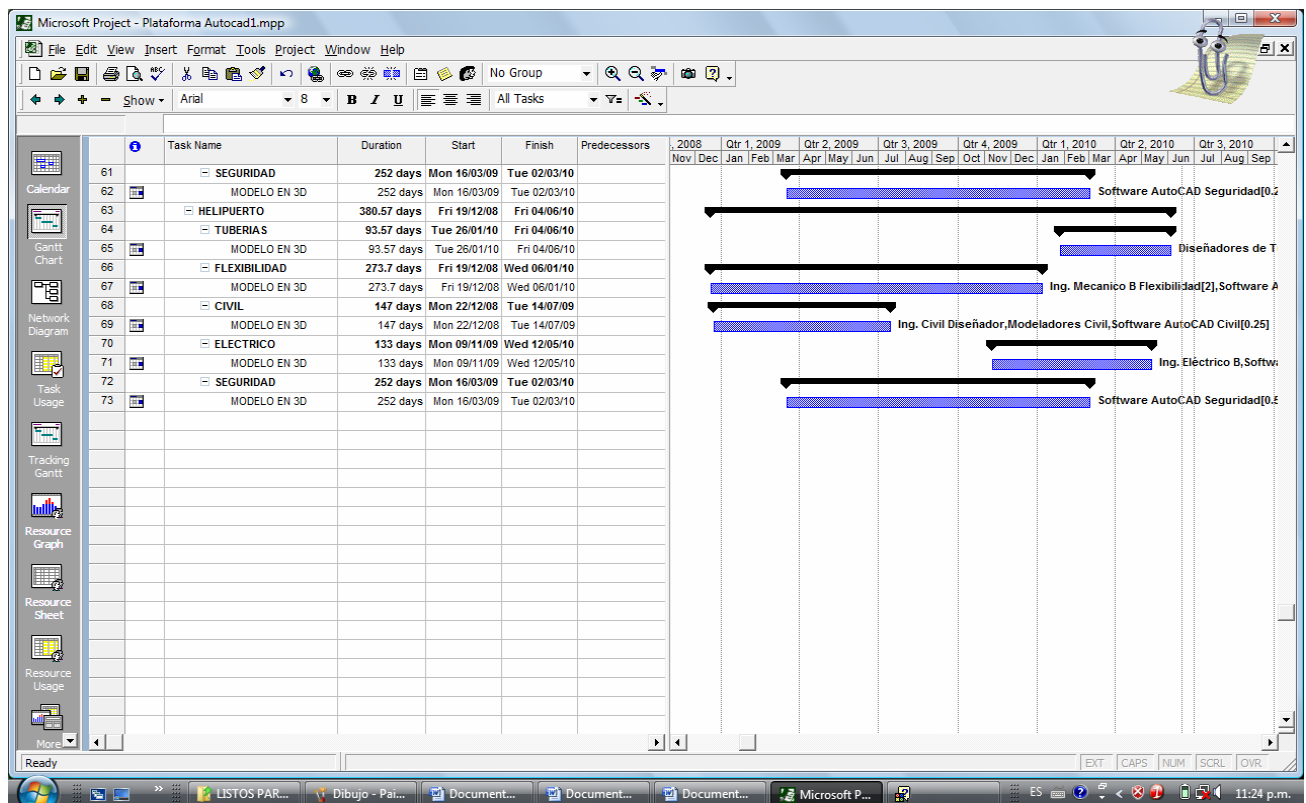 Microsoft Project - Plataforma Autocad1.mpp
File Edit View Insert Format Tools Project Window Help
No Group
Show Arial 8 B I U All Tasks
Task Name Duration Start Finish Predecessors , 2008 Qtr 1, 2009 Qtr 2, 2009 Qtr 3, 2009 Qtr 4, 2009 Qtr 1, 2010 Qtr 2, 2010 Qtr 3, 2010
Nov Dec Jan Feb Mar Apr May Jun Jul Aug Sep Oct Nov Dec Jan Feb Mar Apr May Jun Jul Aug Sep
61 SEGURIDAD 252 days Mon 16/03/09 Tue 02/03/10
62 MODELO EN 3D 252 days Mon 16/03/09 Tue 02/03/10 Software AutoCAD Seguridad[0.2
63 HELIPUERTO 380.57 days Fri 19/12/08 Fri 04/06/10
64 TUBERIAS 93.57 days Tue 26/01/10 Fri 04/06/10
65 MODELO EN 3D 93.57 days Tue 26/01/10 Fri 04/06/10 Diseñadores de T
66 FLEXIBILIDAD 273.7 days Fri 19/12/08 Wed 06/01/10
67 MODELO EN 3D 273.7 days Fri 19/12/08 Wed 06/01/10 Ing. Mecanico B Flexibilidad[2],Software A
68 CIVIL 147 days Mon 22/12/08 Tue 14/07/09
69 MODELO EN 3D 147 days Mon 22/12/08 Tue 14/07/09 Ing. Civil Diseñador,Modeladores Civil,Software AutoCAD Civil[0.25]
70 ELECTRICO 133 days Mon 09/11/09 Wed 12/05/10
71 MODELO EN 3D 133 days Mon 09/11/09 Wed 12/05/10 Ing. Eléctrico B,Softwa
72 SEGURIDAD 252 days Mon 16/03/09 Tue 02/03/10
73 MODELO EN 3D 252 days Mon 16/03/09 Tue 02/03/10 Software AutoCAD Seguridad[0.5
Calendar
Gantt
Chart
Network
Diagram
Task
Usage
Tracking
Gantt
Resource
Graph
Resource
Sheet
Resource
Usage
More
Ready EXT CAPS NUM SCRL OVR
LISTOS PAR... Dibujo - Pai... Document... Document... Document... Microsoft P... ES 11:24 p.m.